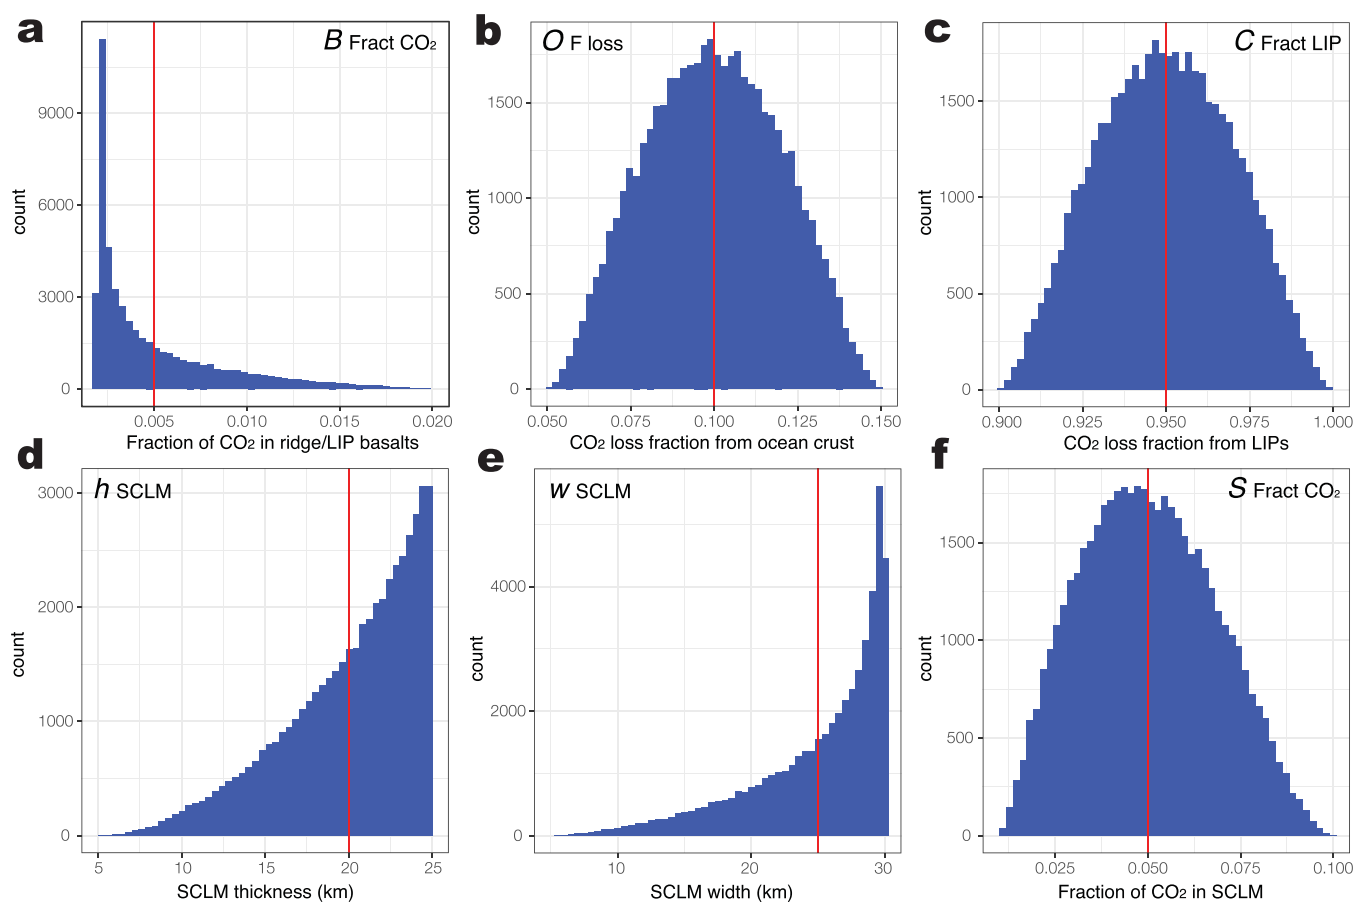 a
B Fract CO₂
9000
6000
3000
0
count
0.005 0.010 0.015 0.020
Fraction of CO₂ in ridge/LIP basalts
b
O F loss
1500
1000
500
0
count
0.050 0.075 0.100 0.125 0.150
CO₂ loss fraction from ocean crust
c
C Fract LIP
1500
1000
500
0
count
0.900 0.925 0.950 0.975 1.000
CO₂ loss fraction from LIPs
d
h SCLM
3000
2000
1000
0
count
5 10 15 20 25
SCLM thickness (km)
e
w SCLM
4000
2000
0
count
10 20 30
SCLM width (km)
f
S Fract CO₂
1500
1000
500
0
count
0.025 0.050 0.075 0.100
Fraction of CO₂ in SCLM